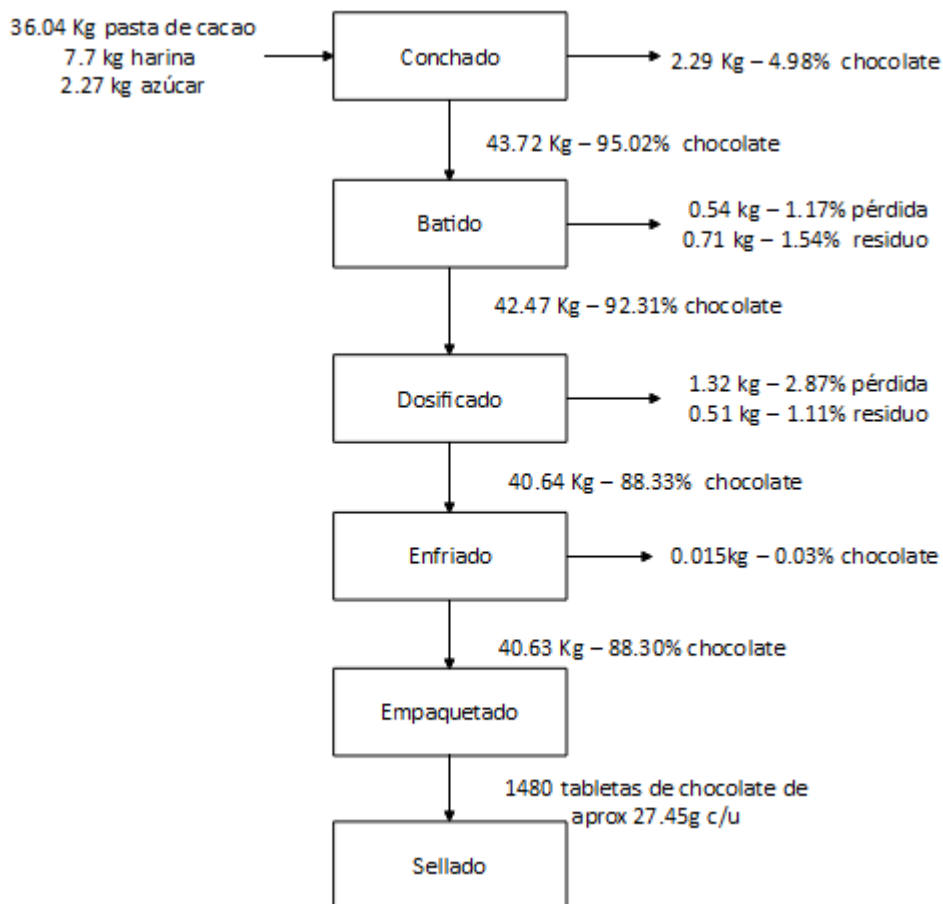 36.04 Kg pasta de cacao
7.7 kg harina
2.27 kg azúcar
Conchado
2.29 Kg – 4.98% chocolate
43.72 Kg – 95.02% chocolate
Batido
0.54 kg – 1.17% pérdida
0.71 kg – 1.54% residuo
42.47 Kg – 92.31% chocolate
Dosificado
1.32 kg – 2.87% pérdida
0.51 kg – 1.11% residuo
40.64 Kg – 88.33% chocolate
Enfriado
0.015kg – 0.03% chocolate
40.63 Kg – 88.30% chocolate
Empaquetado
1480 tabletas de chocolate de
aprox 27.45g c/u
Sellado